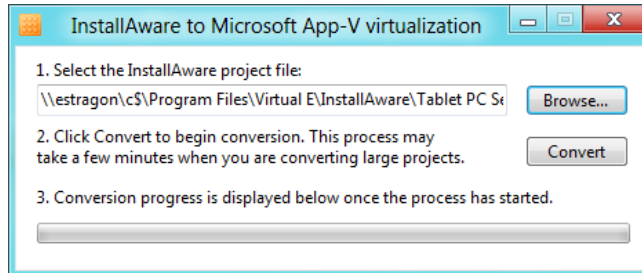 InstallAware to Microsoft App-V virtualization
1. Select the InstallAware project file:
\\estragon\c$\Program Files\Virtual E\InstallAware\Tablet PC Se
Browse...
2. Click Convert to begin conversion. This process may
take a few minutes when you are converting large projects.
Convert
3. Conversion progress is displayed below once the process has started.